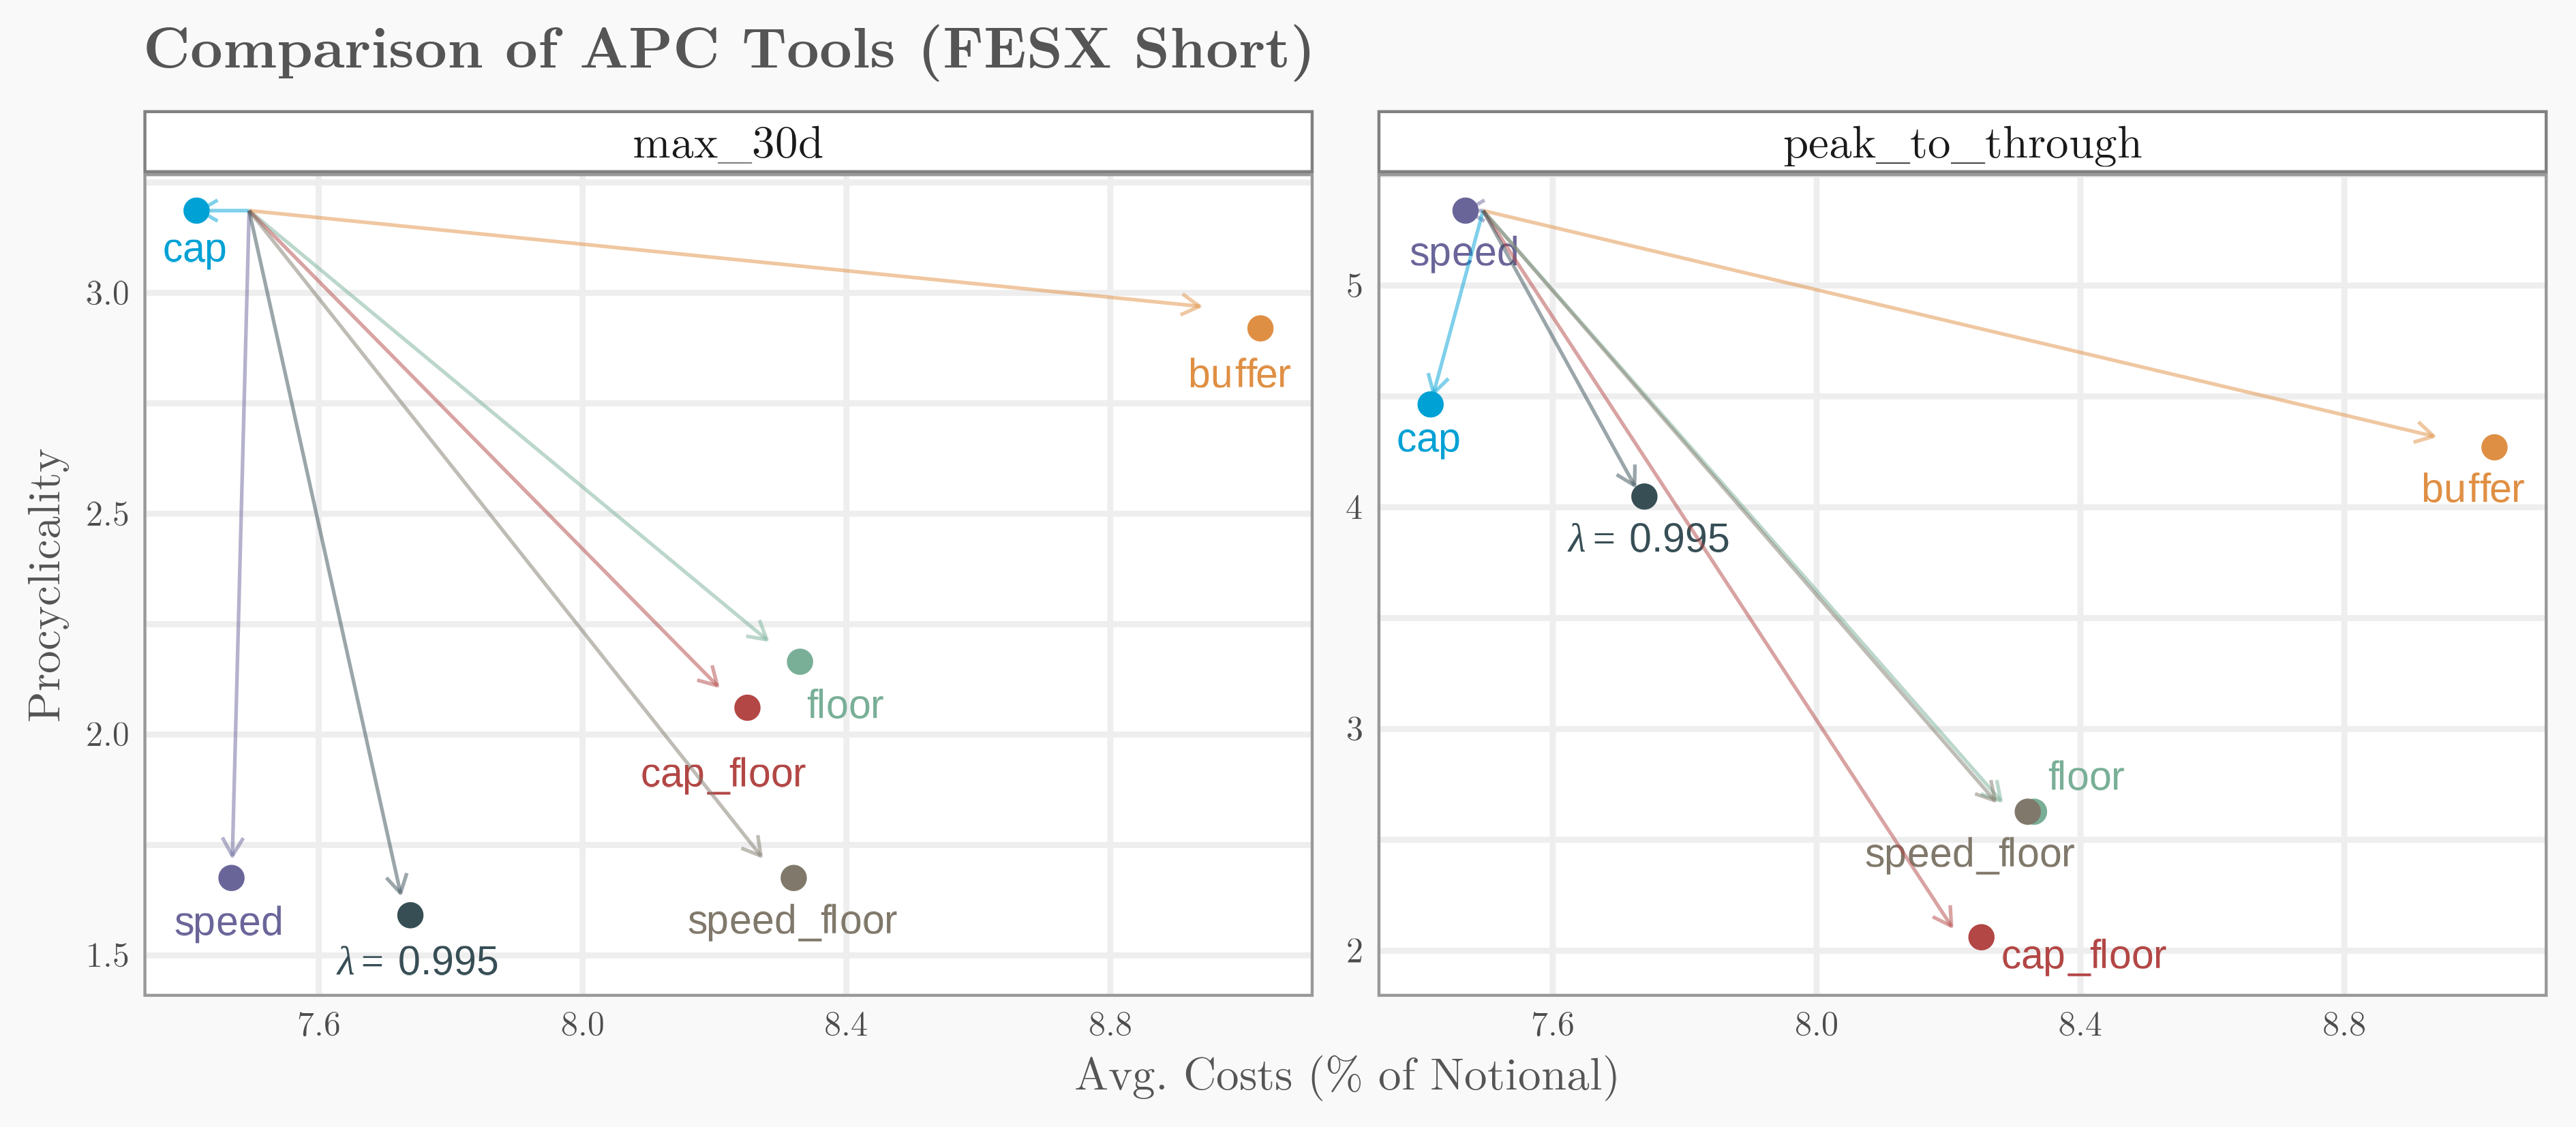 Comparison of APC Tools (FESX Short)
max_30d
peak_to_through
Procyclicality
3.0
2.5
2.0
1.5
cap
buffer
floor
cap_floor
speed
speed_floor
λ = 0.995
7.6
8.0
8.4
8.8
5
4
3
2
speed
cap
buffer
λ = 0.995
floor
speed_floor
cap_floor
7.6
8.0
8.4
8.8
Avg. Costs (% of Notional)